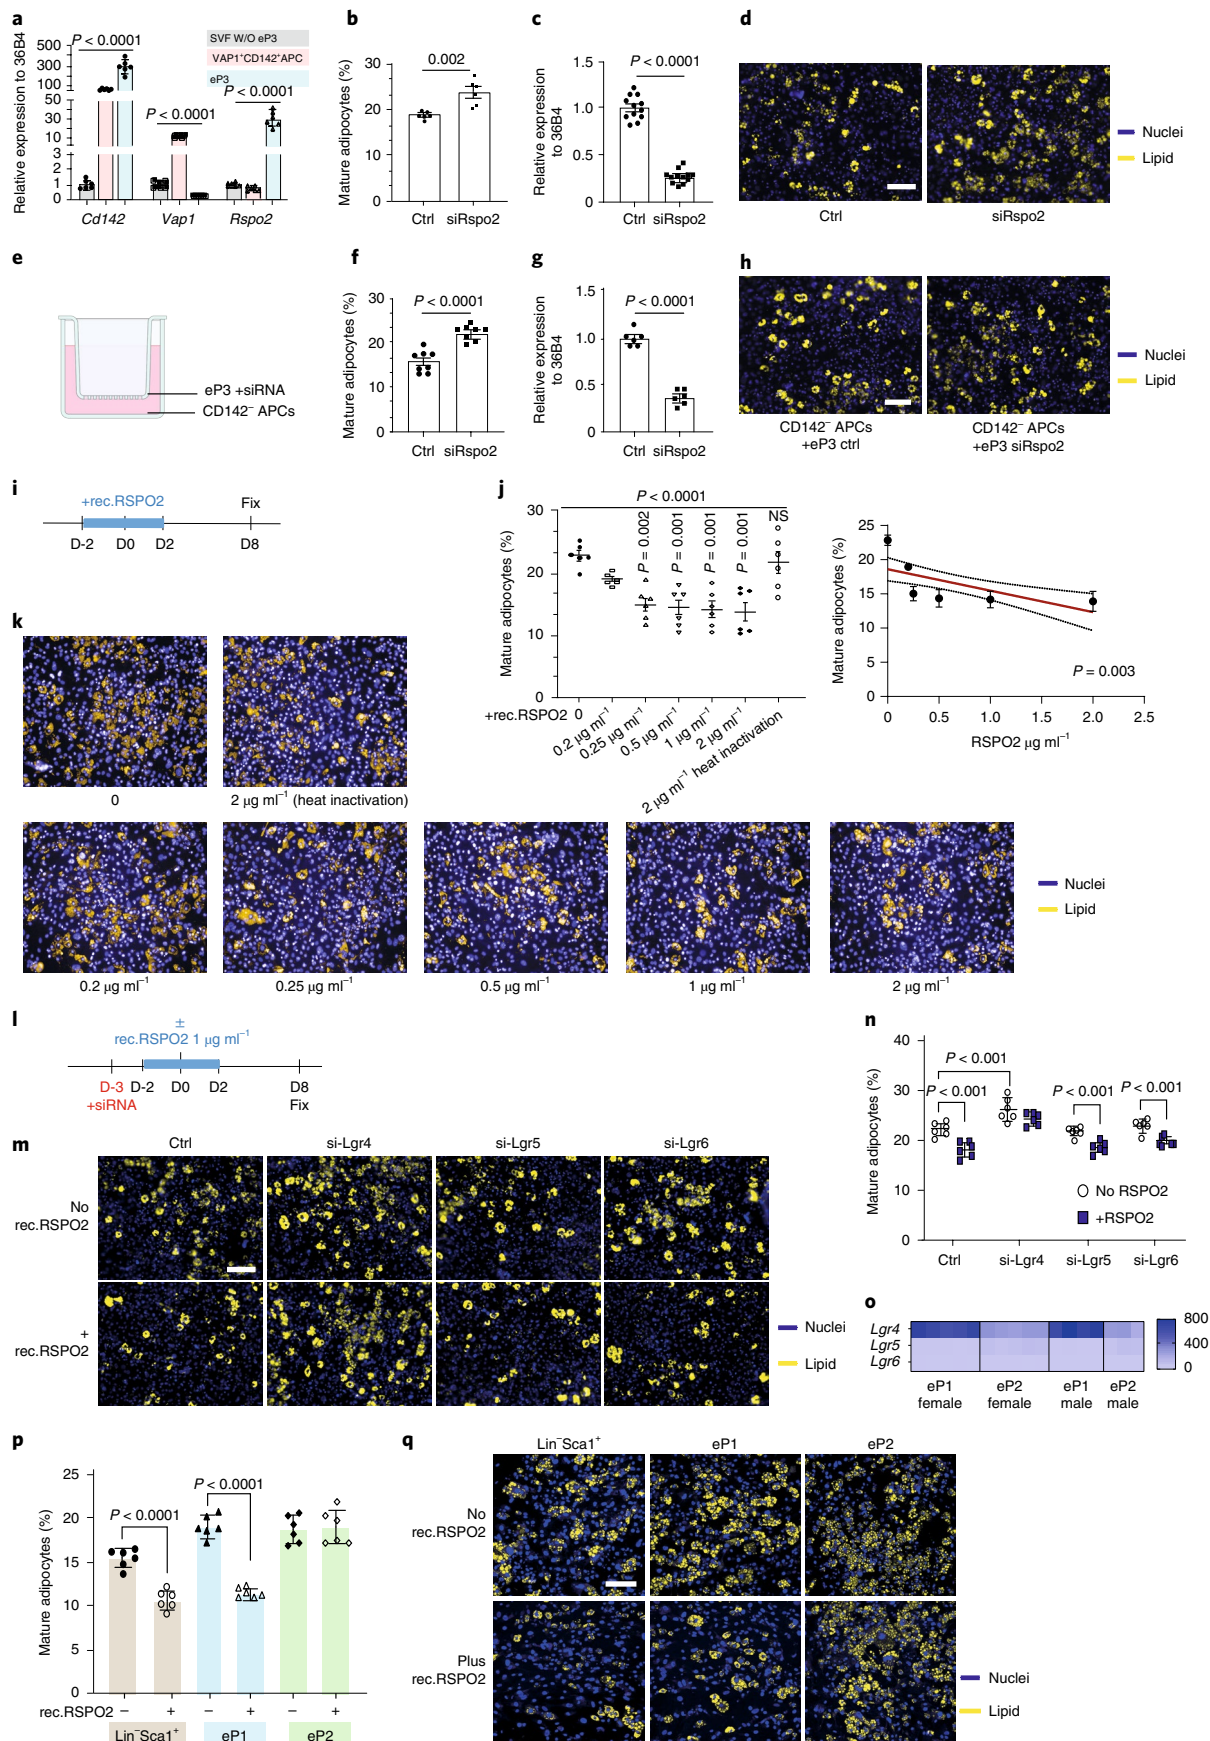 a
Relative expression to 36B4
500
300
100
50
30
10
3
2
1
0
P < 0.0001
SVF W/O eP3
VAP1⁺CD142⁺APC
eP3
P < 0.0001
P < 0.0001
Cd142
Vap1
Rspo2
b
Mature adipocytes (%)
30
20
10
0
0.002
Ctrl siRspo2
c
Relative expression
to 36B4
1.5
1.0
0.5
0
P < 0.0001
Ctrl siRspo2
d
Ctrl
siRspo2
Nuclei
Lipid
e
eP3 +siRNA
CD142⁻ APCs
f
Mature adipocytes (%)
30
20
10
0
P < 0.0001
Ctrl siRspo2
g
Relative expression
to 36B4
1.5
1.0
0.5
0
P < 0.0001
Ctrl siRspo2
h
CD142⁻ APCs
+eP3 ctrl
CD142⁻ APCs
+eP3 siRspo2
Nuclei
Lipid
i
+rec.RSPO2
Fix
D-2 D0 D2 D8
j
Mature adipocytes (%)
30
20
10
0
P < 0.0001
P = 0.002
P = 0.001
P = 0.001
P = 0.001
NS
+rec.RSPO2
0
0.2 µg ml⁻¹
0.25 µg ml⁻¹
0.5 µg ml⁻¹
1 µg ml⁻¹
2 µg ml⁻¹
2 µg ml⁻¹ heat inactivation
Mature adipocytes (%)
25
20
15
10
5
0
P = 0.003
0 0.5 1.0 1.5 2.0 2.5
RSPO2 µg ml⁻¹
k
0
2 µg ml⁻¹ (heat inactivation)
0.2 µg ml⁻¹
0.25 µg ml⁻¹
0.5 µg ml⁻¹
1 µg ml⁻¹
2 µg ml⁻¹
Nuclei
Lipid
l
±
rec.RSPO2 1 µg ml⁻¹
D-3 D-2 D0 D2 D8
+siRNA
Fix
m
Ctrl
si-Lgr4
si-Lgr5
si-Lgr6
No
rec.RSPO2
+
rec.RSPO2
Nuclei
Lipid
n
Mature adipocytes (%)
40
30
20
10
0
P < 0.001
P < 0.001
P < 0.001
P < 0.001
No RSPO2
+RSPO2
Ctrl
si-Lgr4
si-Lgr5
si-Lgr6
o
Lgr4
Lgr5
Lgr6
800
400
0
eP1
female
eP2
female
eP1
male
eP2
male
p
Mature adipocytes (%)
25
20
15
10
5
0
P < 0.0001
P < 0.0001
rec.RSPO2 − + − + − +
Lin⁻Sca1⁺
eP1
eP2
q
Lin⁻Sca1⁺
eP1
eP2
No
rec.RSPO2
Plus
rec.RSPO2
Nuclei
Lipid